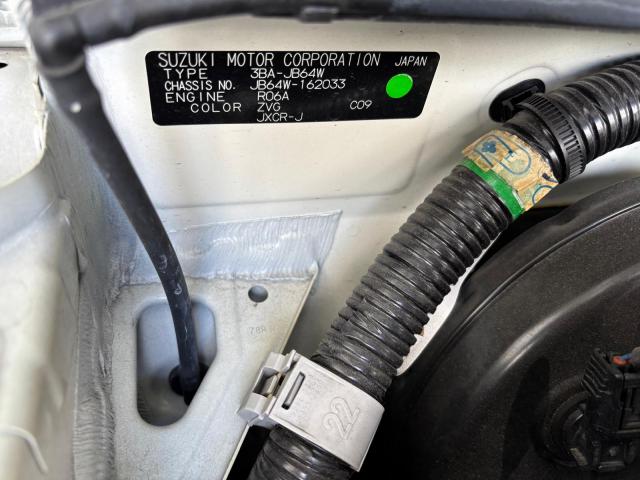 SUZUKI MOTOR CORPORATION JAPAN
TYPE 3BA-JB64W
CHASSIS NO. JB64W-162033
ENGINE R06A
COLOR ZVG C09
JXCR-J
22